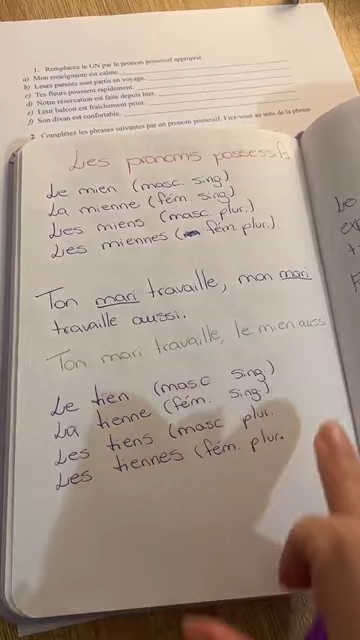 1. Remplacez le GN par le pronom possessif approprié.
a) Mon enseignante est calme.
b) Leurs parents sont partis en voyage.
c) Tes fleurs poussent rapidement.
d) Notre réservation est faite depuis hier.
e) Leur balcon est fraîchement peint.
f) Son divan est confortable.
2. Complétez les phrases suivantes par un pronom possessif. Fiez-vous au sens de la phrase
Les pronoms possessifs
Le mien (masc. sing)
La mienne (fém. sing)
Les miens (masc. plur.)
Les miennes (fém. plur.)
Ton mari travaille, mon mari
travaille aussi.
Ton mari travaille, le mien aussi
Le tien (masc sing)
La tienne (fém. sing.)
Les tiens (masc plur.
Les tiennes (fém. plur.
Le